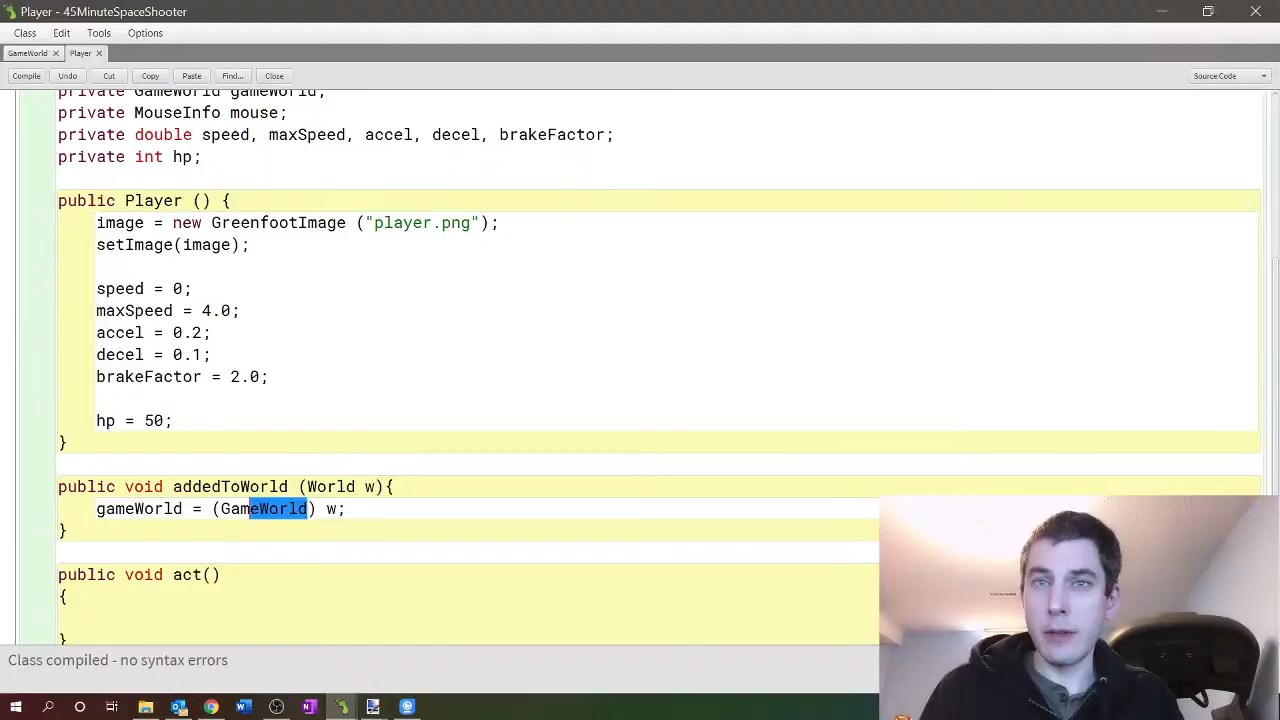 Player - 45MinuteSpaceShooter
Class Edit Tools Options
GameWorld Player
Compile Undo Cut Copy Paste Find... Close Source Code
private GameWorld gameWorld;
private MouseInfo mouse;
private double speed, maxSpeed, accel, decel, brakeFactor;
private int hp;
public Player () {
image = new GreenfootImage ("player.png");
setImage(image);
speed = 0;
maxSpeed = 4.0;
accel = 0.2;
decel = 0.1;
brakeFactor = 2.0;
hp = 50;
}
public void addedToWorld (World w){
gameWorld = (GameWorld) w;
}
public void act()
{
}
Class compiled - no syntax errors